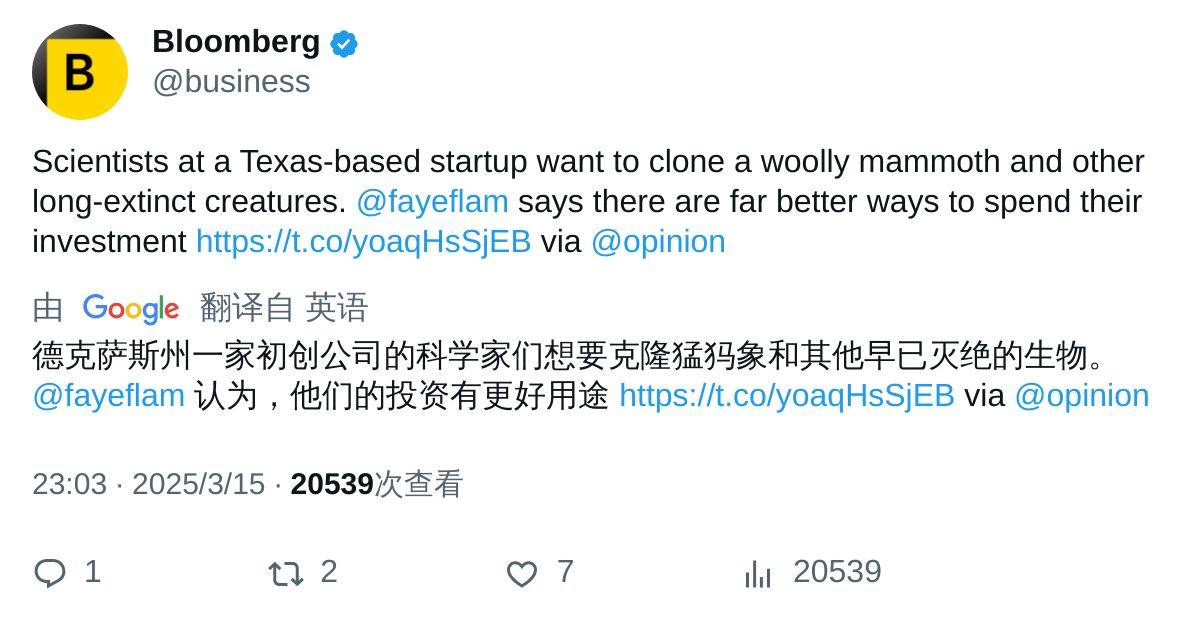 B
Bloomberg
@business
Scientists at a Texas-based startup want to clone a woolly mammoth and other
long-extinct creatures. @fayeflam says there are far better ways to spend their
investment https://t.co/yoaqHsSjEB via @opinion
由 Google 翻译自 英语
德克萨斯州一家初创公司的科学家们想要克隆猛犸象和其他早已灭绝的生物。
@fayeflam 认为，他们的投资有更好用途 https://t.co/yoaqHsSjEB via @opinion
23:03 · 2025/3/15 · 20539次查看
1 2 7 20539